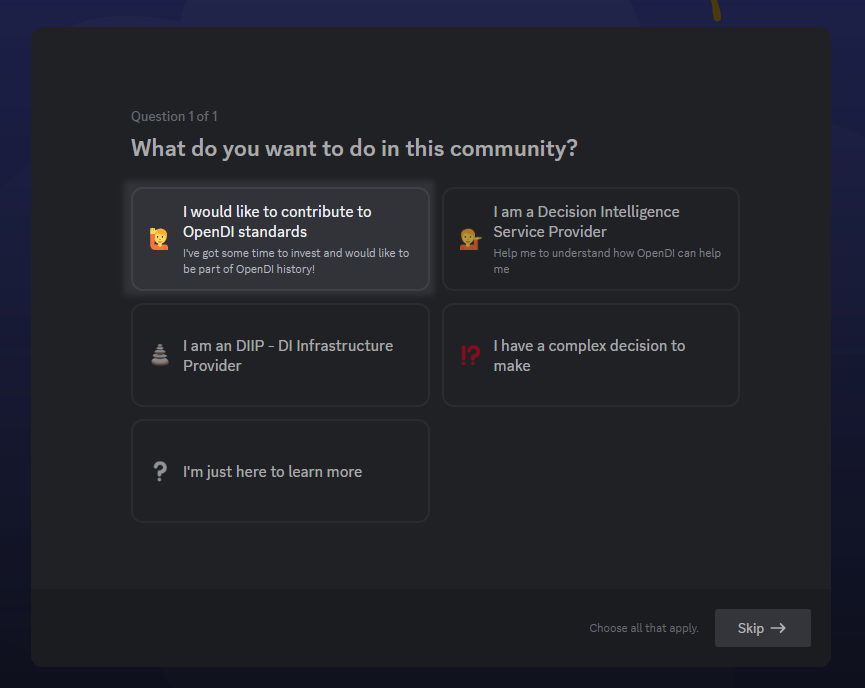 Question 1 of 1
What do you want to do in this community?
I would like to contribute to
OpenDI standards
I've got some time to invest and would like to
be part of OpenDI history!
I am a Decision Intelligence
Service Provider
Help me to understand how OpenDI can help
me
I am an DIIP - DI Infrastructure
Provider
I have a complex decision to
make
I'm just here to learn more
Choose all that apply.
Skip →